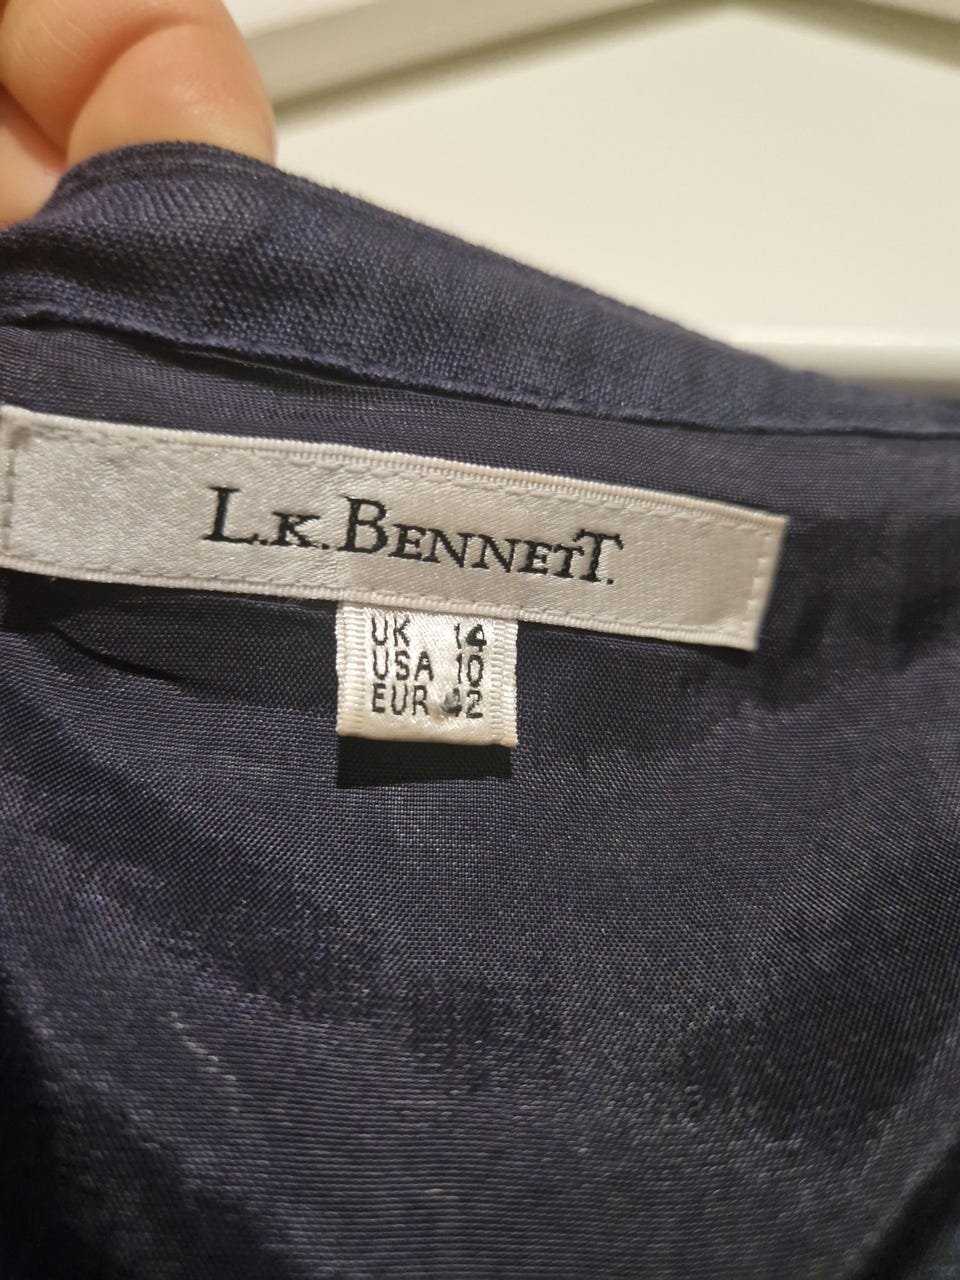 L.K.BENNETT.
UK 14
USA 10
EUR 42